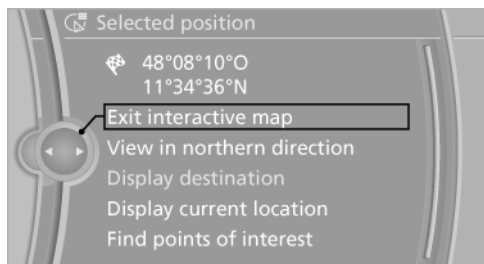 Selected position
48°08'10"O
11°34'36"N
Exit interactive map
View in northern direction
Display destination
Display current location
Find points of interest